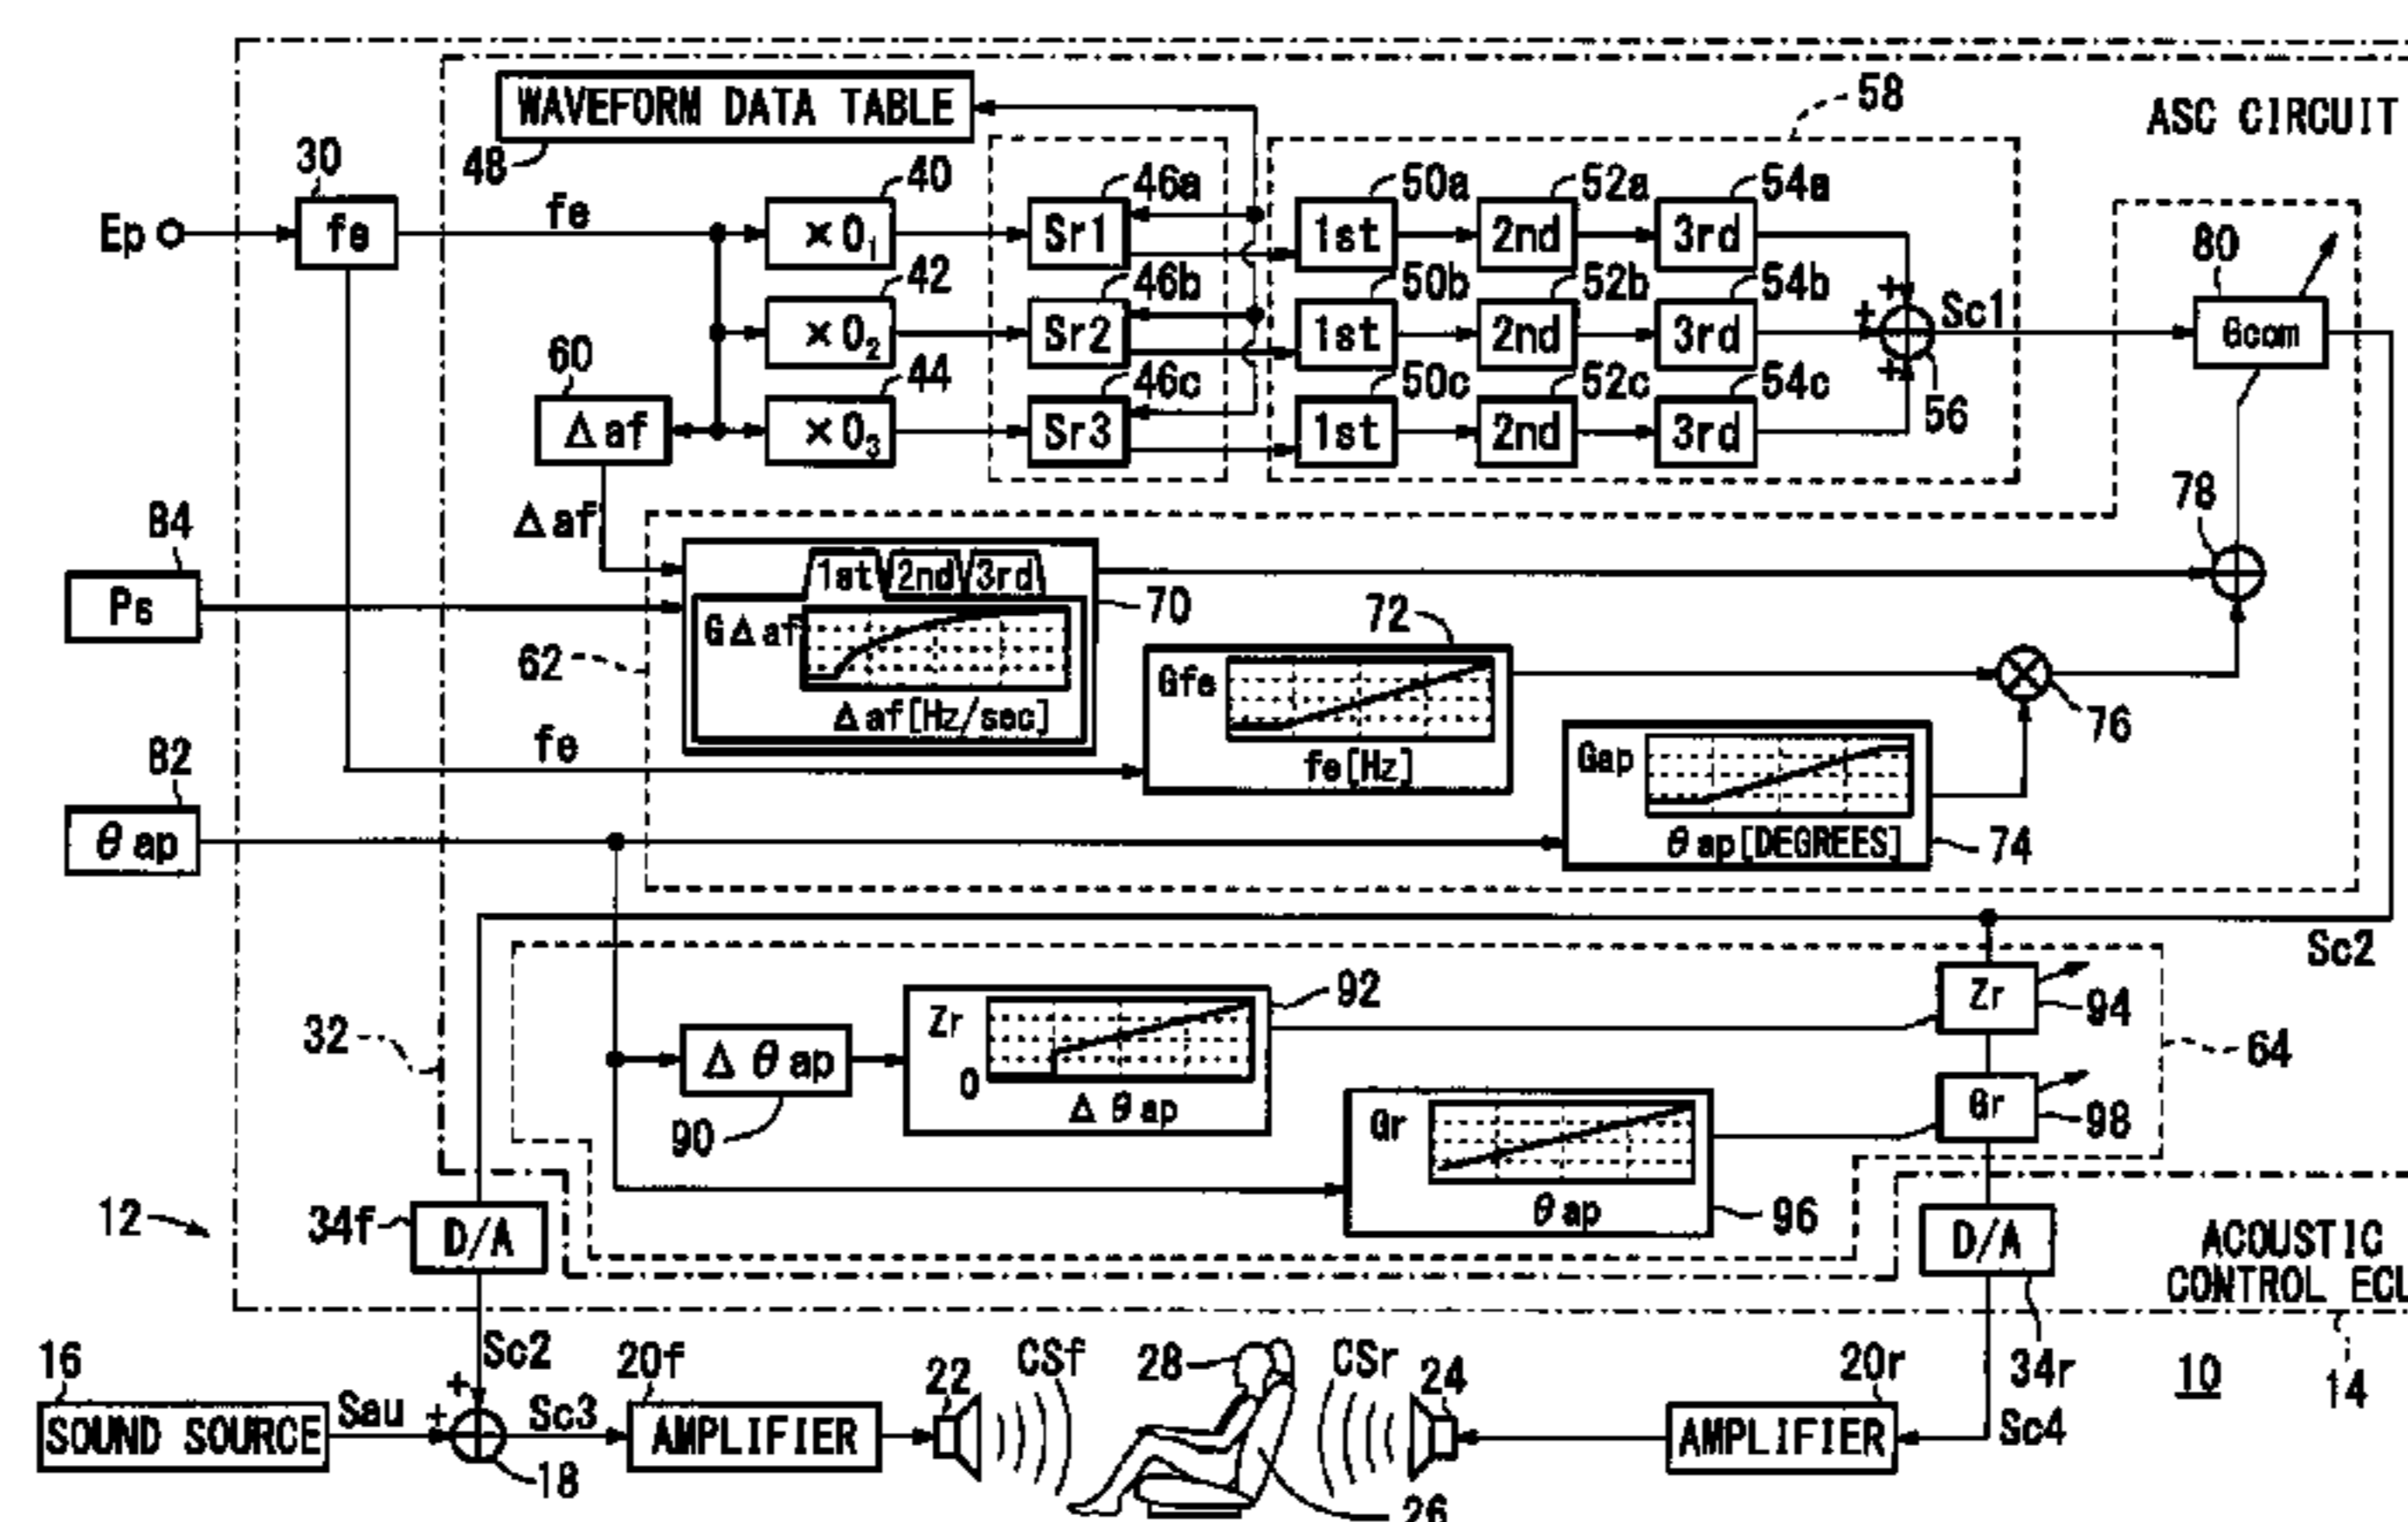 ASC CIRCUIT
WAVEFORM DATA TABLE
48
58
30
fe
Ep
fe
40
×O₁
42
×O₂
44
×O₃
46a
Sr1
46b
Sr2
46c
Sr3
50a
1st
52a
2nd
54a
3rd
50b
1st
52b
2nd
54b
3rd
50c
1st
52c
2nd
54c
3rd
+
+
+
56
Sc1
80
Gcom
60
Δaf
Δaf
78
84
Ps
62
1st
2nd
3rd
GΔaf
Δaf[Hz/sec]
70
72
Gfe
fe[Hz]
76
fe
82
θap
Gap
θap[DEGREES]
74
Sc2
32
Δθap
90
Zr
0
Δθap
92
Zr
94
64
Gr
98
Gr
θap
96
12
34f
D/A
D/A
34r
ACOUSTIC
CONTROL ECU
14
10
16
SOUND SOURCE
Sau
+
+
Sc2
18
Sc3
20f
AMPLIFIER
22
CSf
28
26
CSr
24
20r
AMPLIFIER
Sc4